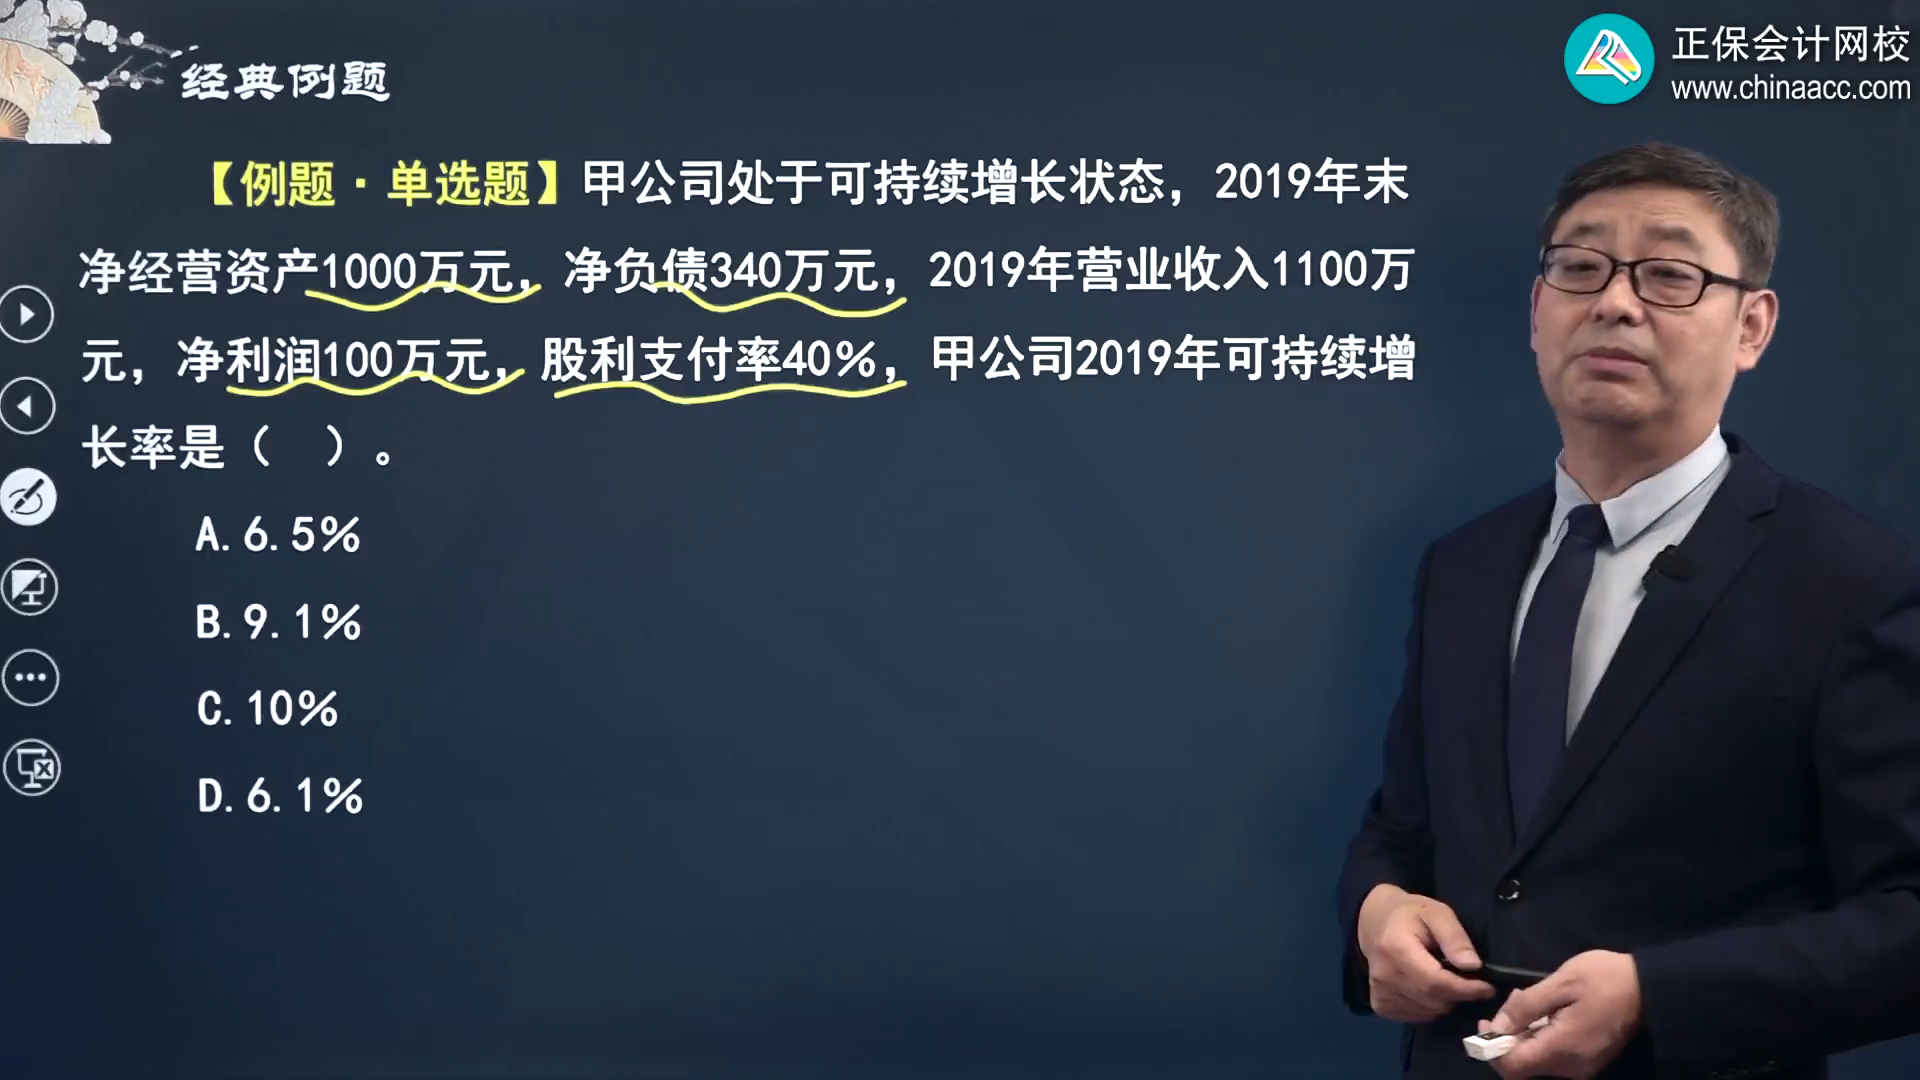 正保会计网校
www.chinaacc.com
经典例题
【例题·单选题】甲公司处于可持续增长状态，2019年末
净经营资产1000万元，净负债340万元，2019年营业收入1100万
元，净利润100万元，股利支付率40%，甲公司2019年可持续增
长率是（ ）。
A.6.5%
B.9.1%
C.10%
D.6.1%